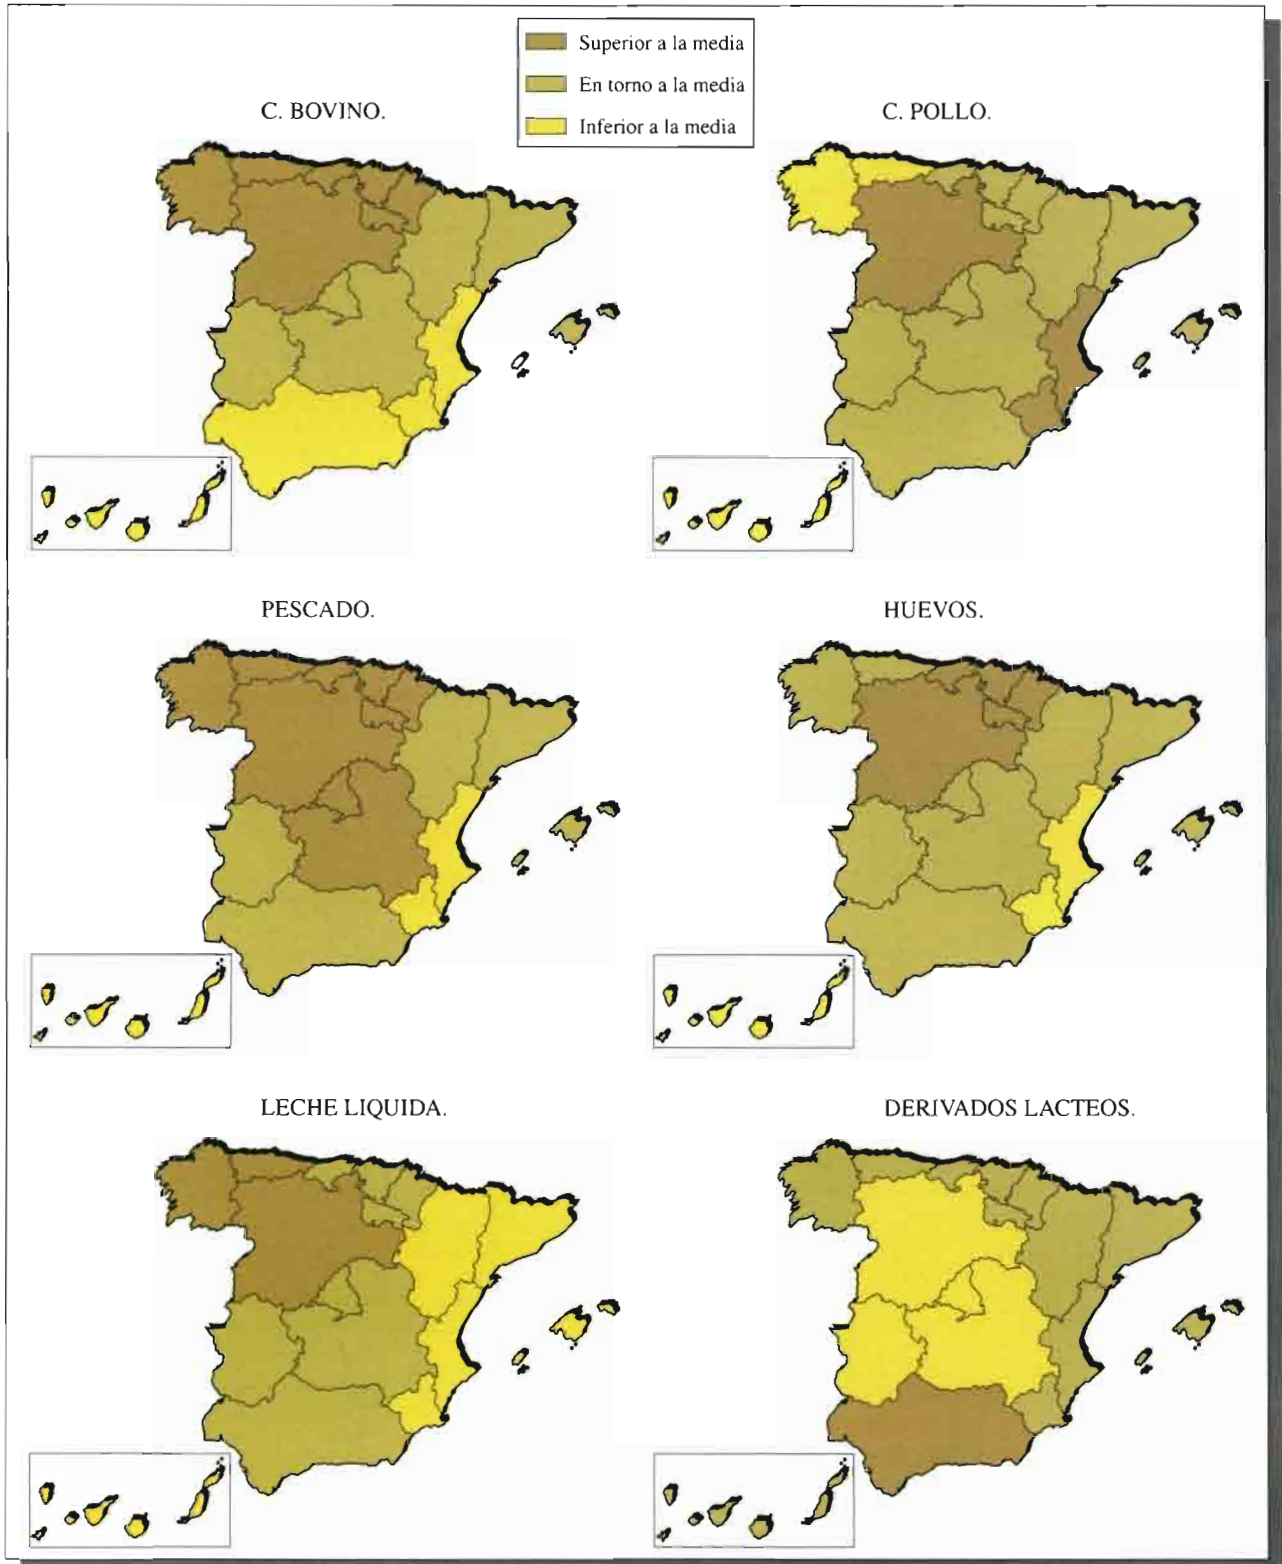 Superior a la media
En torno a la media
Inferior a la media
C. BOVINO.
C. POLLO.
PESCADO.
HUEVOS.
LECHE LIQUIDA.
DERIVADOS LACTEOS.